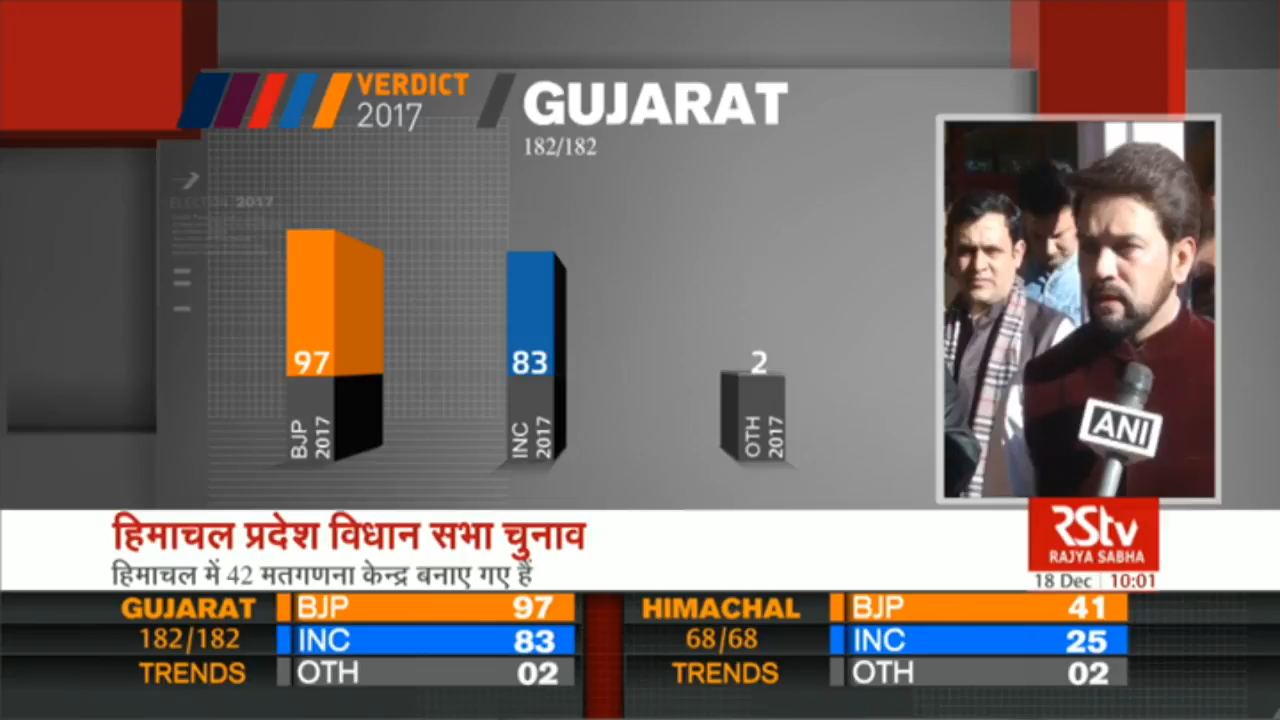 VERDICT
2017
GUJARAT
182/182
ELECTION 2017
97
BJP
2017
83
INC
2017
2
OTH
2017
ANI
हिमाचल प्रदेश विधान सभा चुनाव
हिमाचल में 42 मतगणना केन्द्र बनाए गए हैं
RSTV
RAJYA SABHA
18 Dec 10:01
GUJARAT BJP 97
182/182 INC 83
TRENDS OTH 02
HIMACHAL BJP 41
68/68 INC 25
TRENDS OTH 02